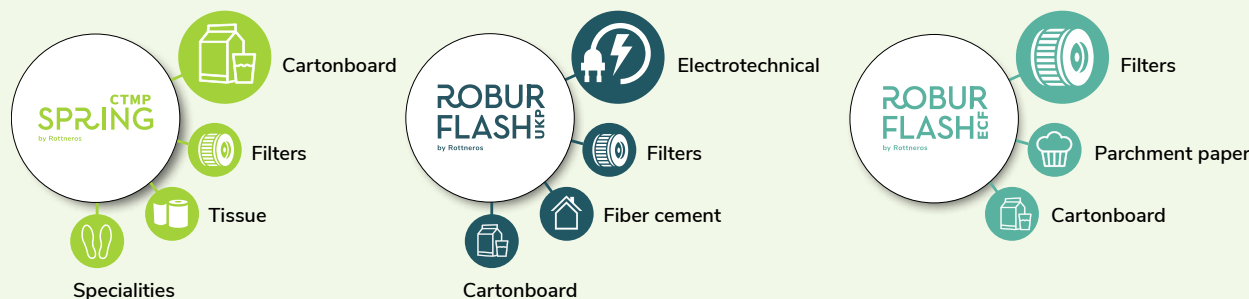 CTMP
SPRING
by Rottneros
Cartonboard
Filters
Tissue
Specialities
ROBUR
FLASH UKP
by Rottneros
Electrotechnical
Filters
Fiber cement
Cartonboard
ROBUR
FLASH ECF
by Rottneros
Filters
Parchment paper
Cartonboard